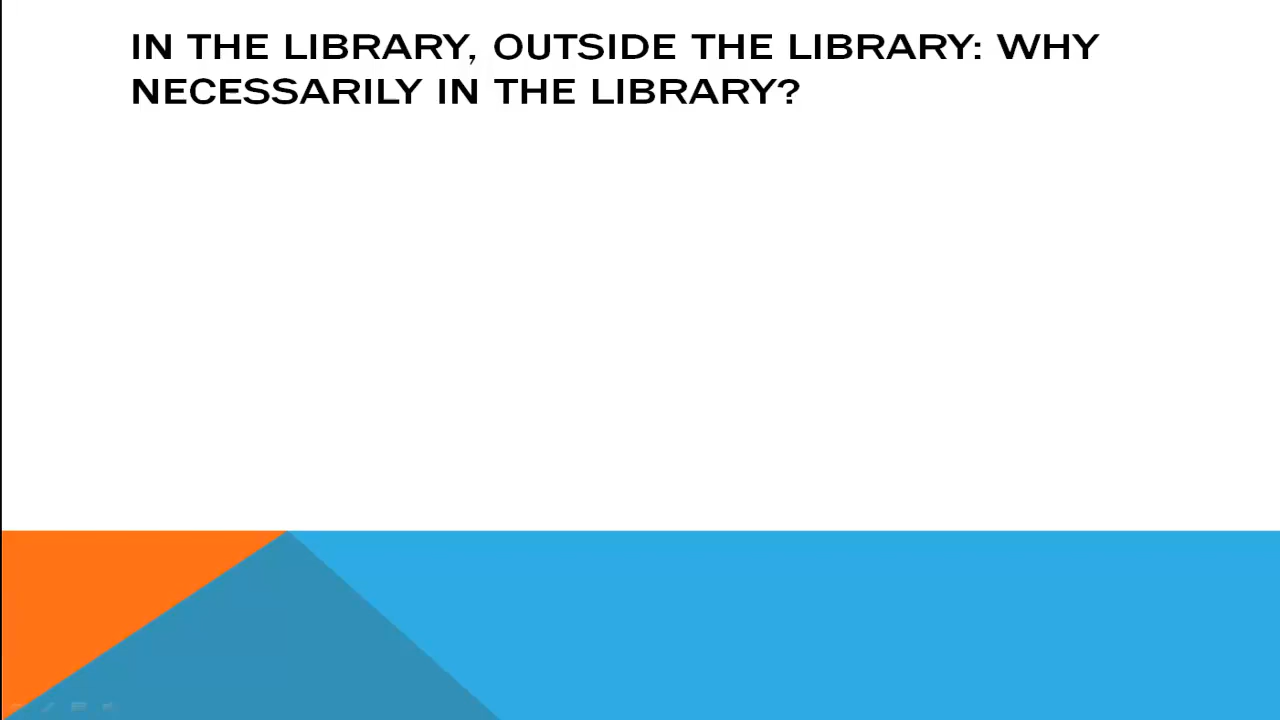 IN THE LIBRARY, OUTSIDE THE LIBRARY: WHY
NECESSARILY IN THE LIBRARY?